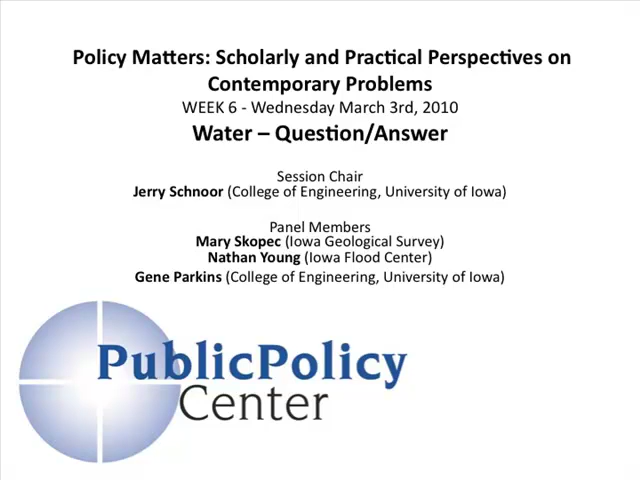 Policy Matters: Scholarly and Practical Perspectives on
Contemporary Problems
WEEK 6 - Wednesday March 3rd, 2010
Water – Question/Answer
Session Chair
Jerry Schnoor (College of Engineering, University of Iowa)
Panel Members
Mary Skopec (Iowa Geological Survey)
Nathan Young (Iowa Flood Center)
Gene Parkins (College of Engineering, University of Iowa)
PublicPolicy
Center